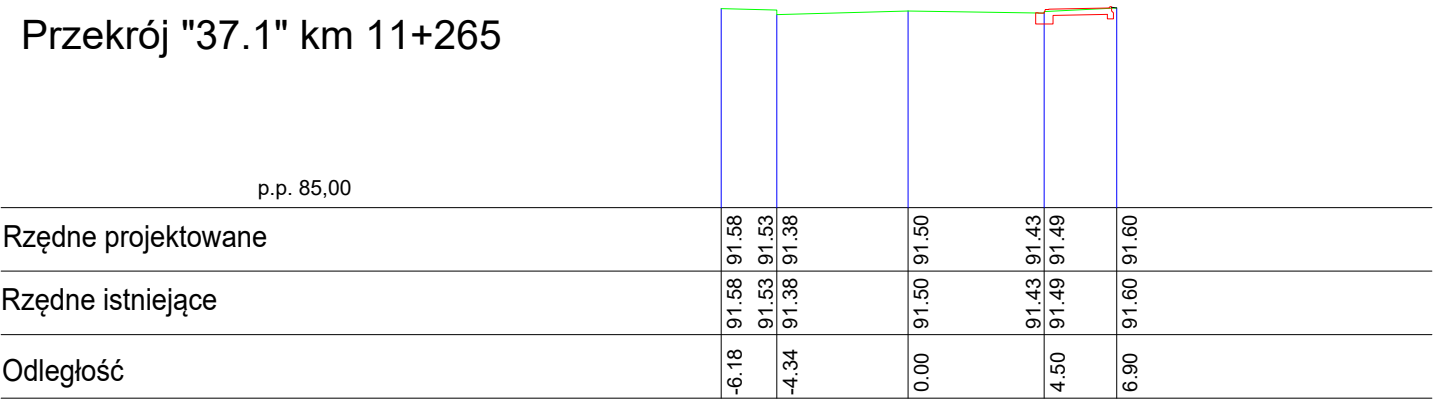 Przekrój "37.1" km 11+265
p.p. 85,00
Rzędne projektowane 91.58 91.53 91.38 91.50 91.43 91.49 91.60
Rzędne istniejące 91.58 91.53 91.38 91.50 91.43 91.49 91.60
Odległość -6.18 -4.34 0.00 4.50 6.90